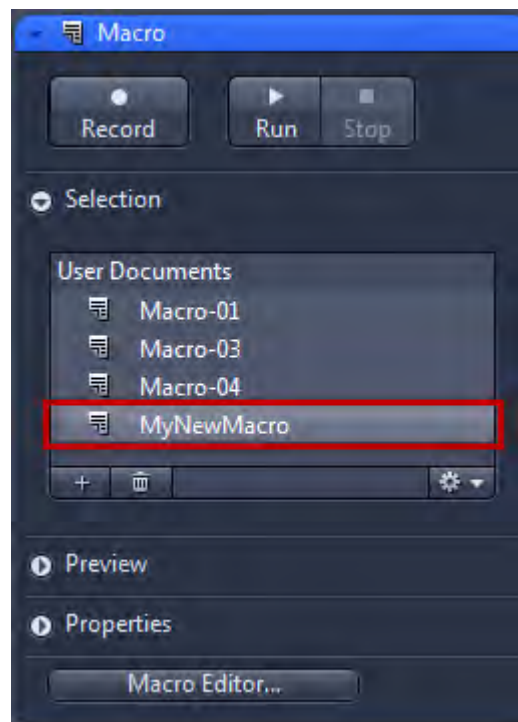 Macro
Record Run Stop
Selection
User Documents
Macro-01
Macro-03
Macro-04
MyNewMacro
Preview
Properties
Macro Editor...